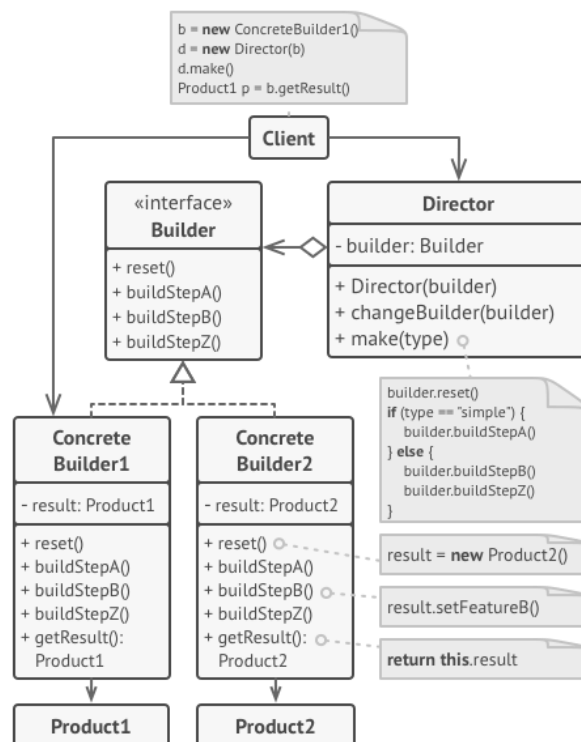 b = new ConcreteBuilder1()
d = new Director(b)
d.make()
Product1 p = b.getResult()
Client
«interface»
Builder
+ reset()
+ buildStepA()
+ buildStepB()
+ buildStepZ()
Director
- builder: Builder
+ Director(builder)
+ changeBuilder(builder)
+ make(type)
builder.reset()
if (type == "simple") {
builder.buildStepA()
} else {
builder.buildStepB()
builder.buildStepZ()
}
Concrete
Builder1
- result: Product1
+ reset()
+ buildStepA()
+ buildStepB()
+ buildStepZ()
+ getResult():
Product1
Concrete
Builder2
- result: Product2
+ reset()
+ buildStepA()
+ buildStepB()
+ buildStepZ()
+ getResult():
Product2
result = new Product2()
result.setFeatureB()
return this.result
Product1
Product2